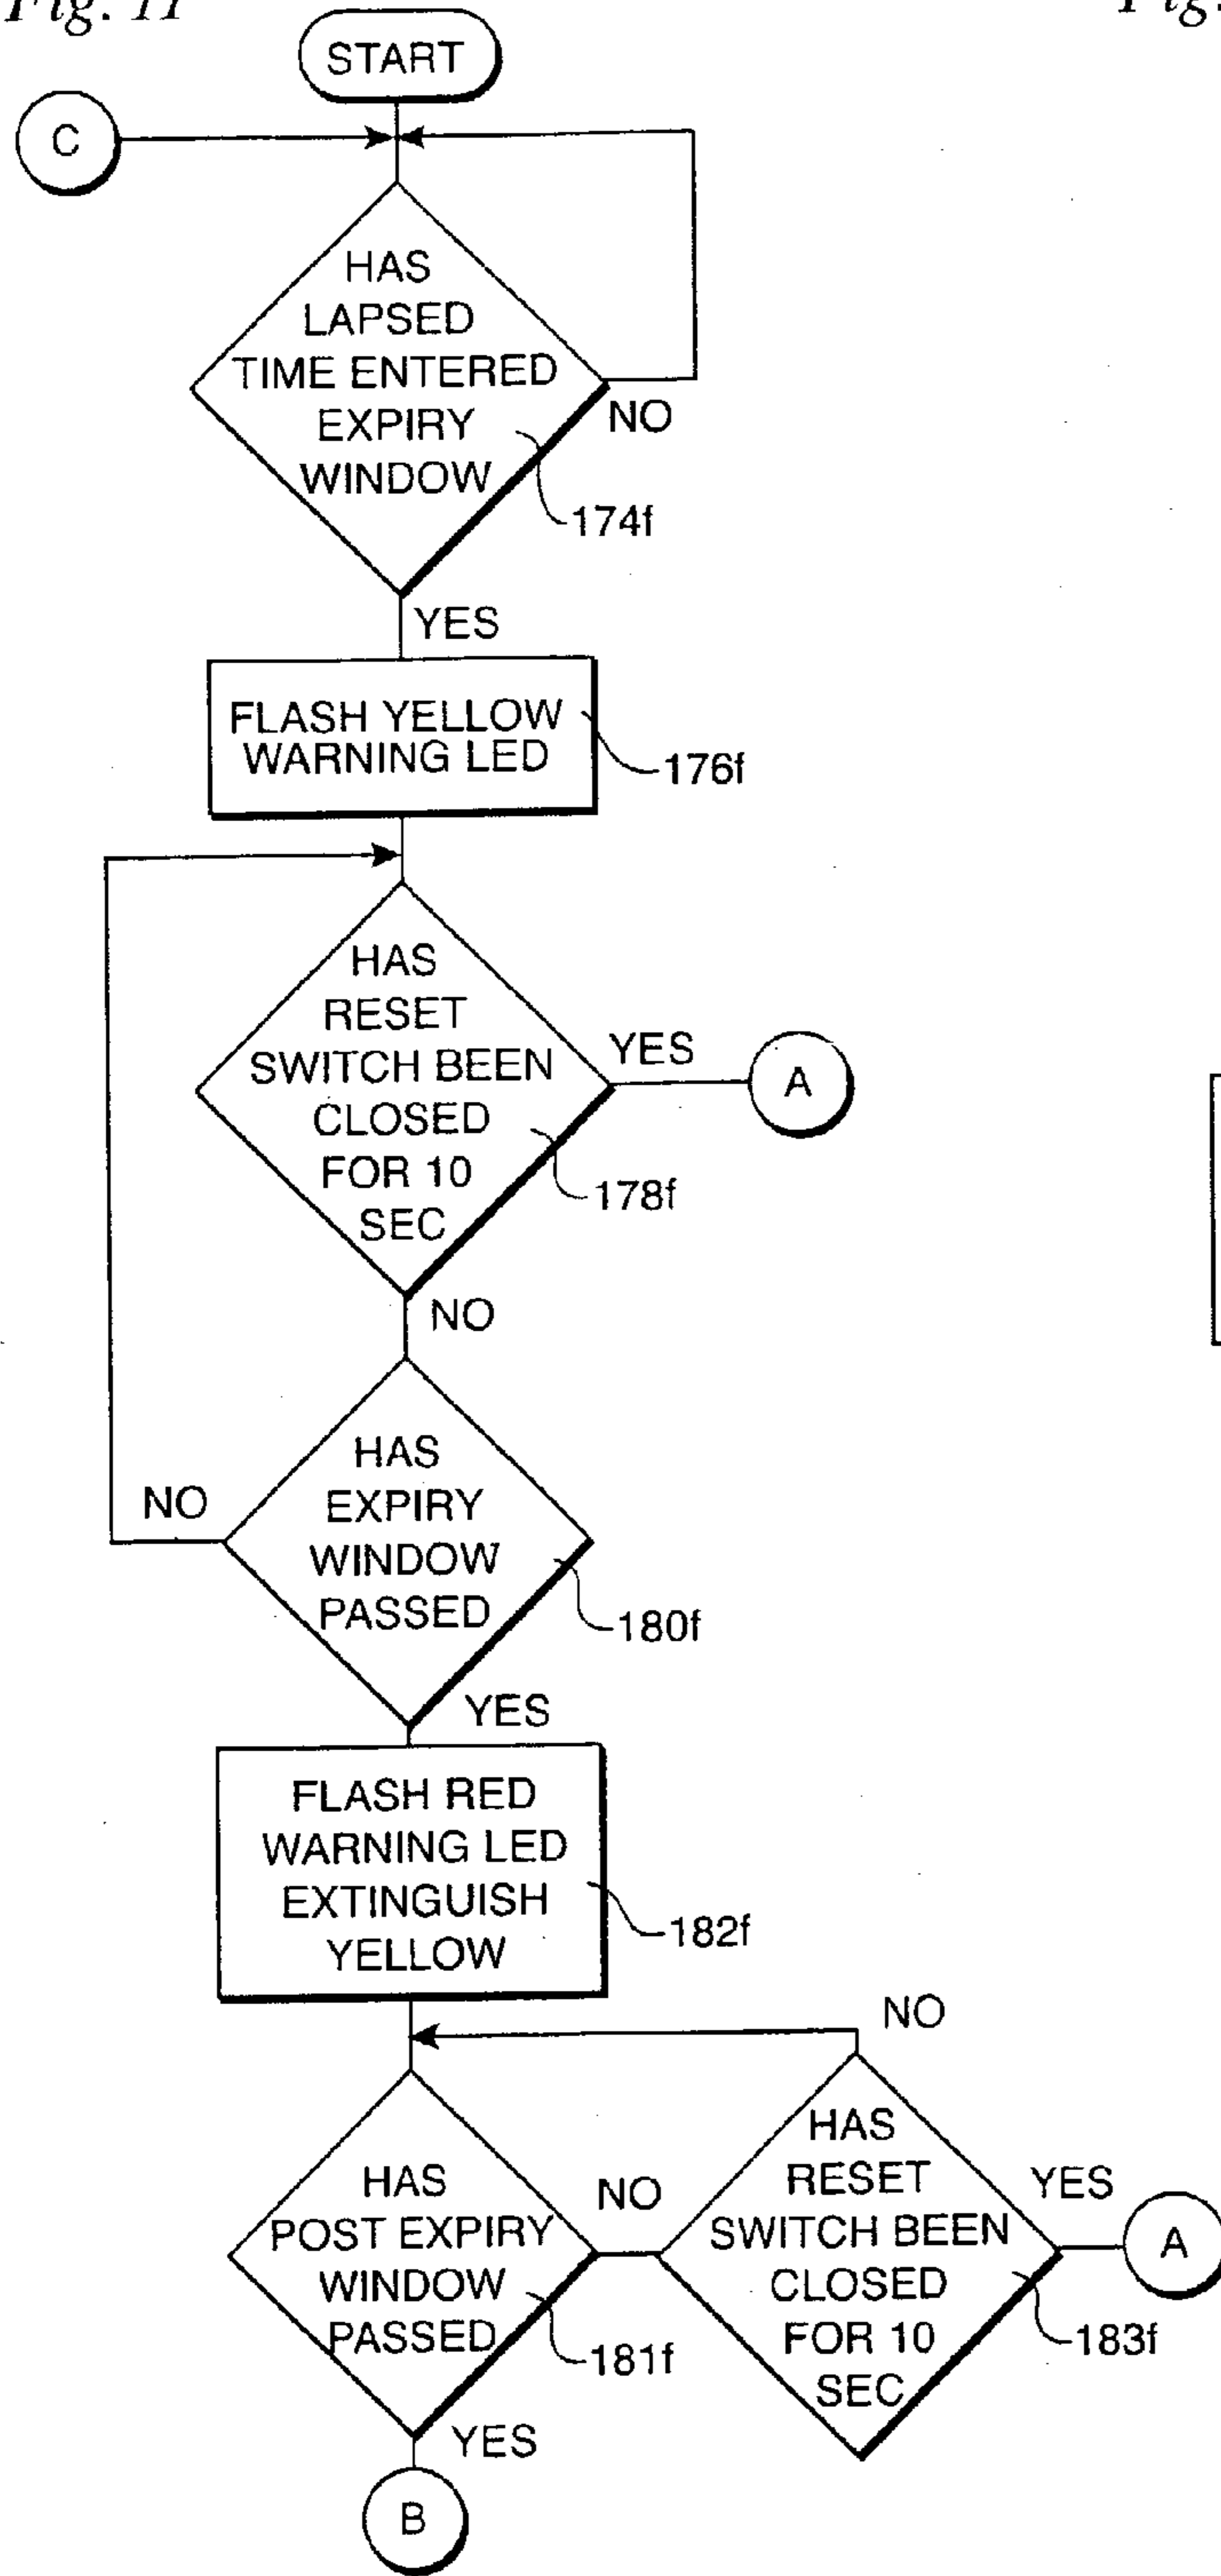 Fig. 11
Fig.
START
C
HAS
LAPSED
TIME ENTERED
EXPIRY
WINDOW
NO
174f
YES
FLASH YELLOW
WARNING LED
176f
HAS
RESET
SWITCH BEEN
CLOSED
FOR 10
SEC
YES
A
178f
NO
HAS
EXPIRY
WINDOW
PASSED
NO
180f
YES
FLASH RED
WARNING LED
EXTINGUISH
YELLOW
182f
NO
HAS
POST EXPIRY
WINDOW
PASSED
NO
181f
HAS
RESET
SWITCH BEEN
CLOSED
FOR 10
SEC
YES
A
183f
YES
B